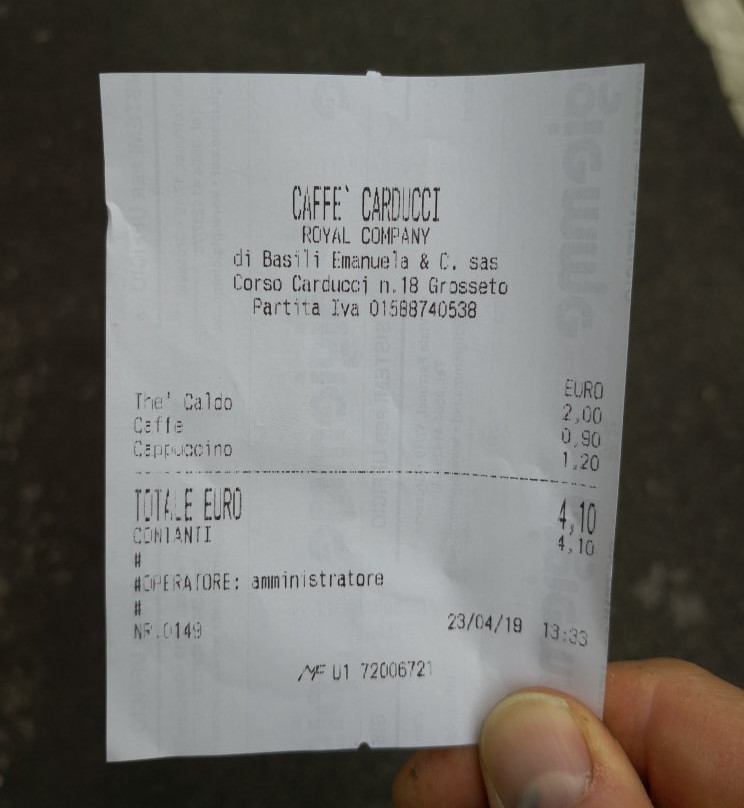 CAFFE` CARDUCCI
ROYAL COMPANY
di Basili Emanuela & C. sas
Corso Carducci n.18 Grosseto
Partita Iva 01588740538
EURO
The' Caldo 2,00
Caffe 0,90
Cappuccino 1,20
TOTALE EURO 4,10
CONTANTI 4,10
#
#OPERATORE: amministratore
#
NR.0149 23/04/19 13:33
MF U1 72006721